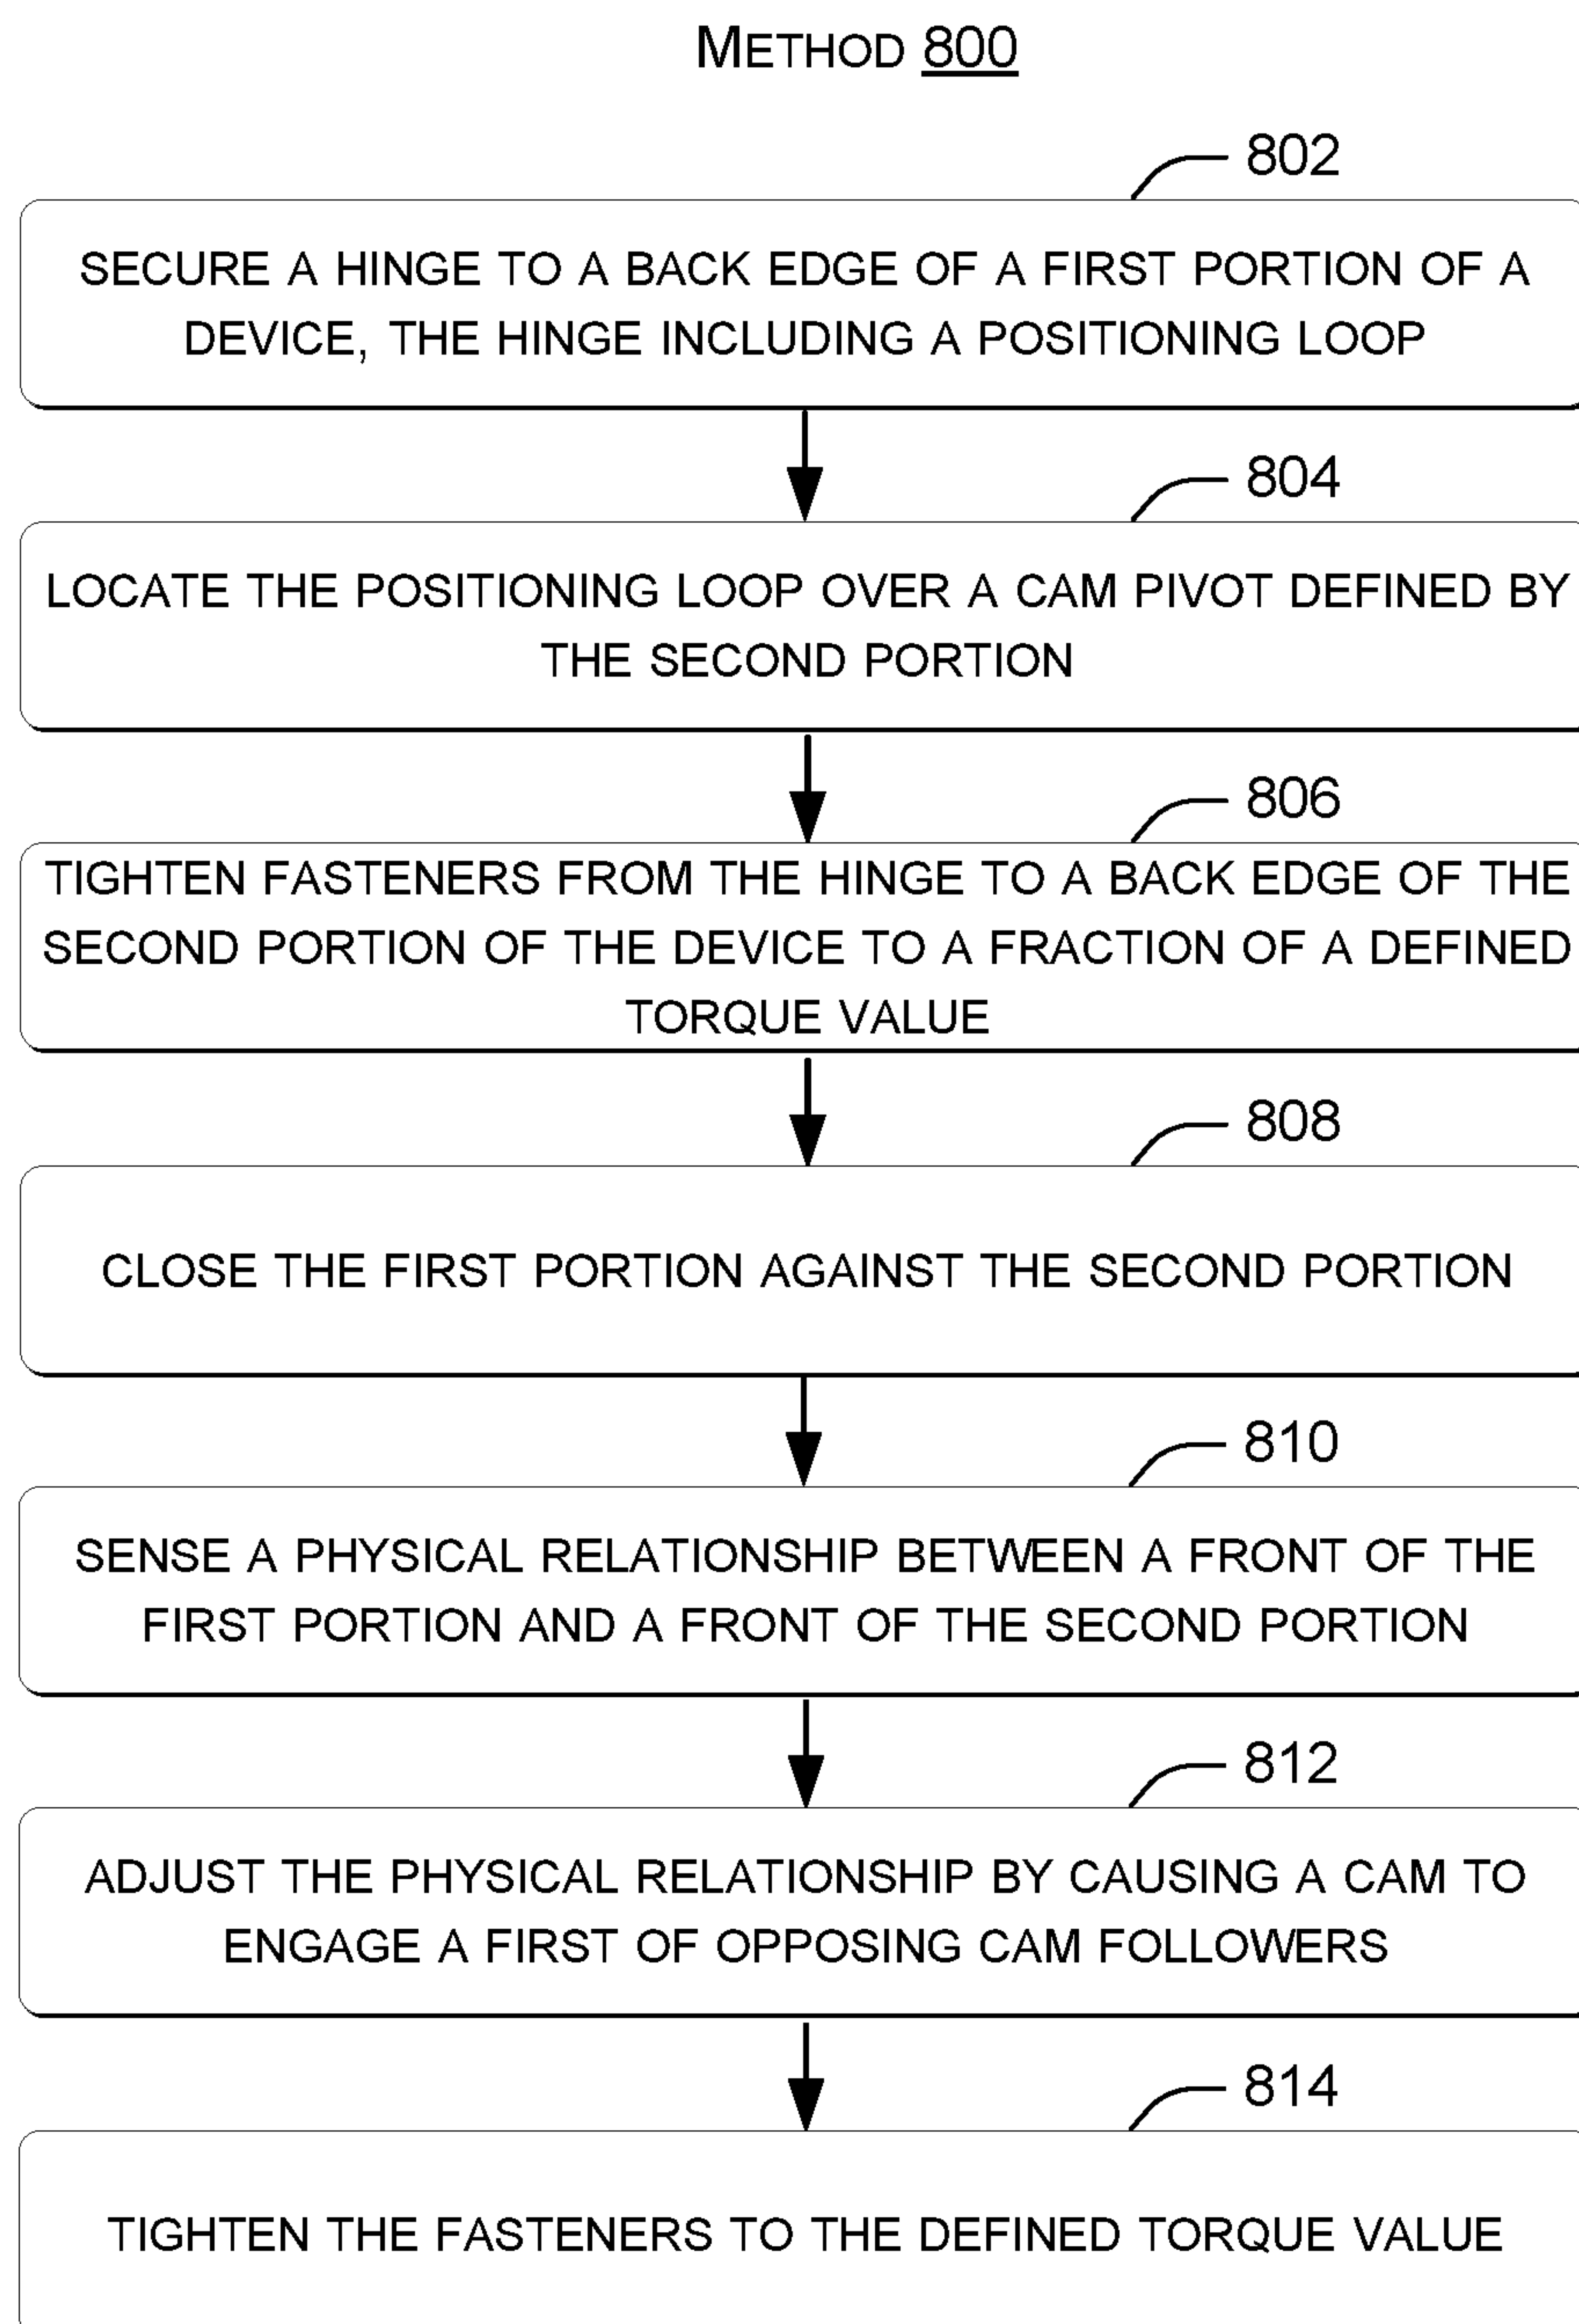 METHOD 800
802
SECURE A HINGE TO A BACK EDGE OF A FIRST PORTION OF A
DEVICE, THE HINGE INCLUDING A POSITIONING LOOP
804
LOCATE THE POSITIONING LOOP OVER A CAM PIVOT DEFINED BY
THE SECOND PORTION
806
TIGHTEN FASTENERS FROM THE HINGE TO A BACK EDGE OF THE
SECOND PORTION OF THE DEVICE TO A FRACTION OF A DEFINED
TORQUE VALUE
808
CLOSE THE FIRST PORTION AGAINST THE SECOND PORTION
810
SENSE A PHYSICAL RELATIONSHIP BETWEEN A FRONT OF THE
FIRST PORTION AND A FRONT OF THE SECOND PORTION
812
ADJUST THE PHYSICAL RELATIONSHIP BY CAUSING A CAM TO
ENGAGE A FIRST OF OPPOSING CAM FOLLOWERS
814
TIGHTEN THE FASTENERS TO THE DEFINED TORQUE VALUE